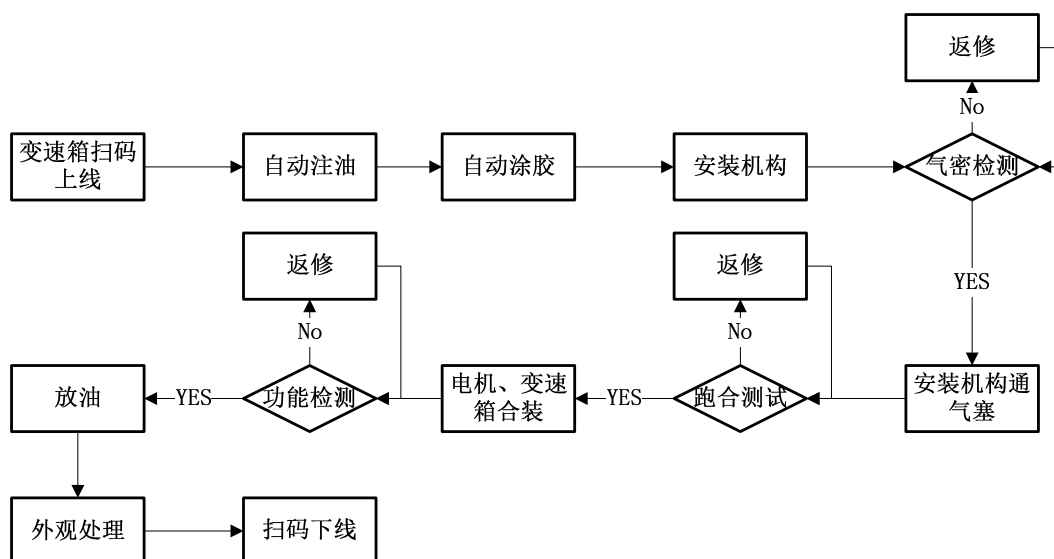 返修
No
变速箱扫码
上线
自动注油
自动涂胶
安装机构
气密检测
返修
返修
YES
No
No
放油
YES
功能检测
电机、变速
箱合装
YES
跑合测试
安装机构通
气塞
外观处理
扫码下线